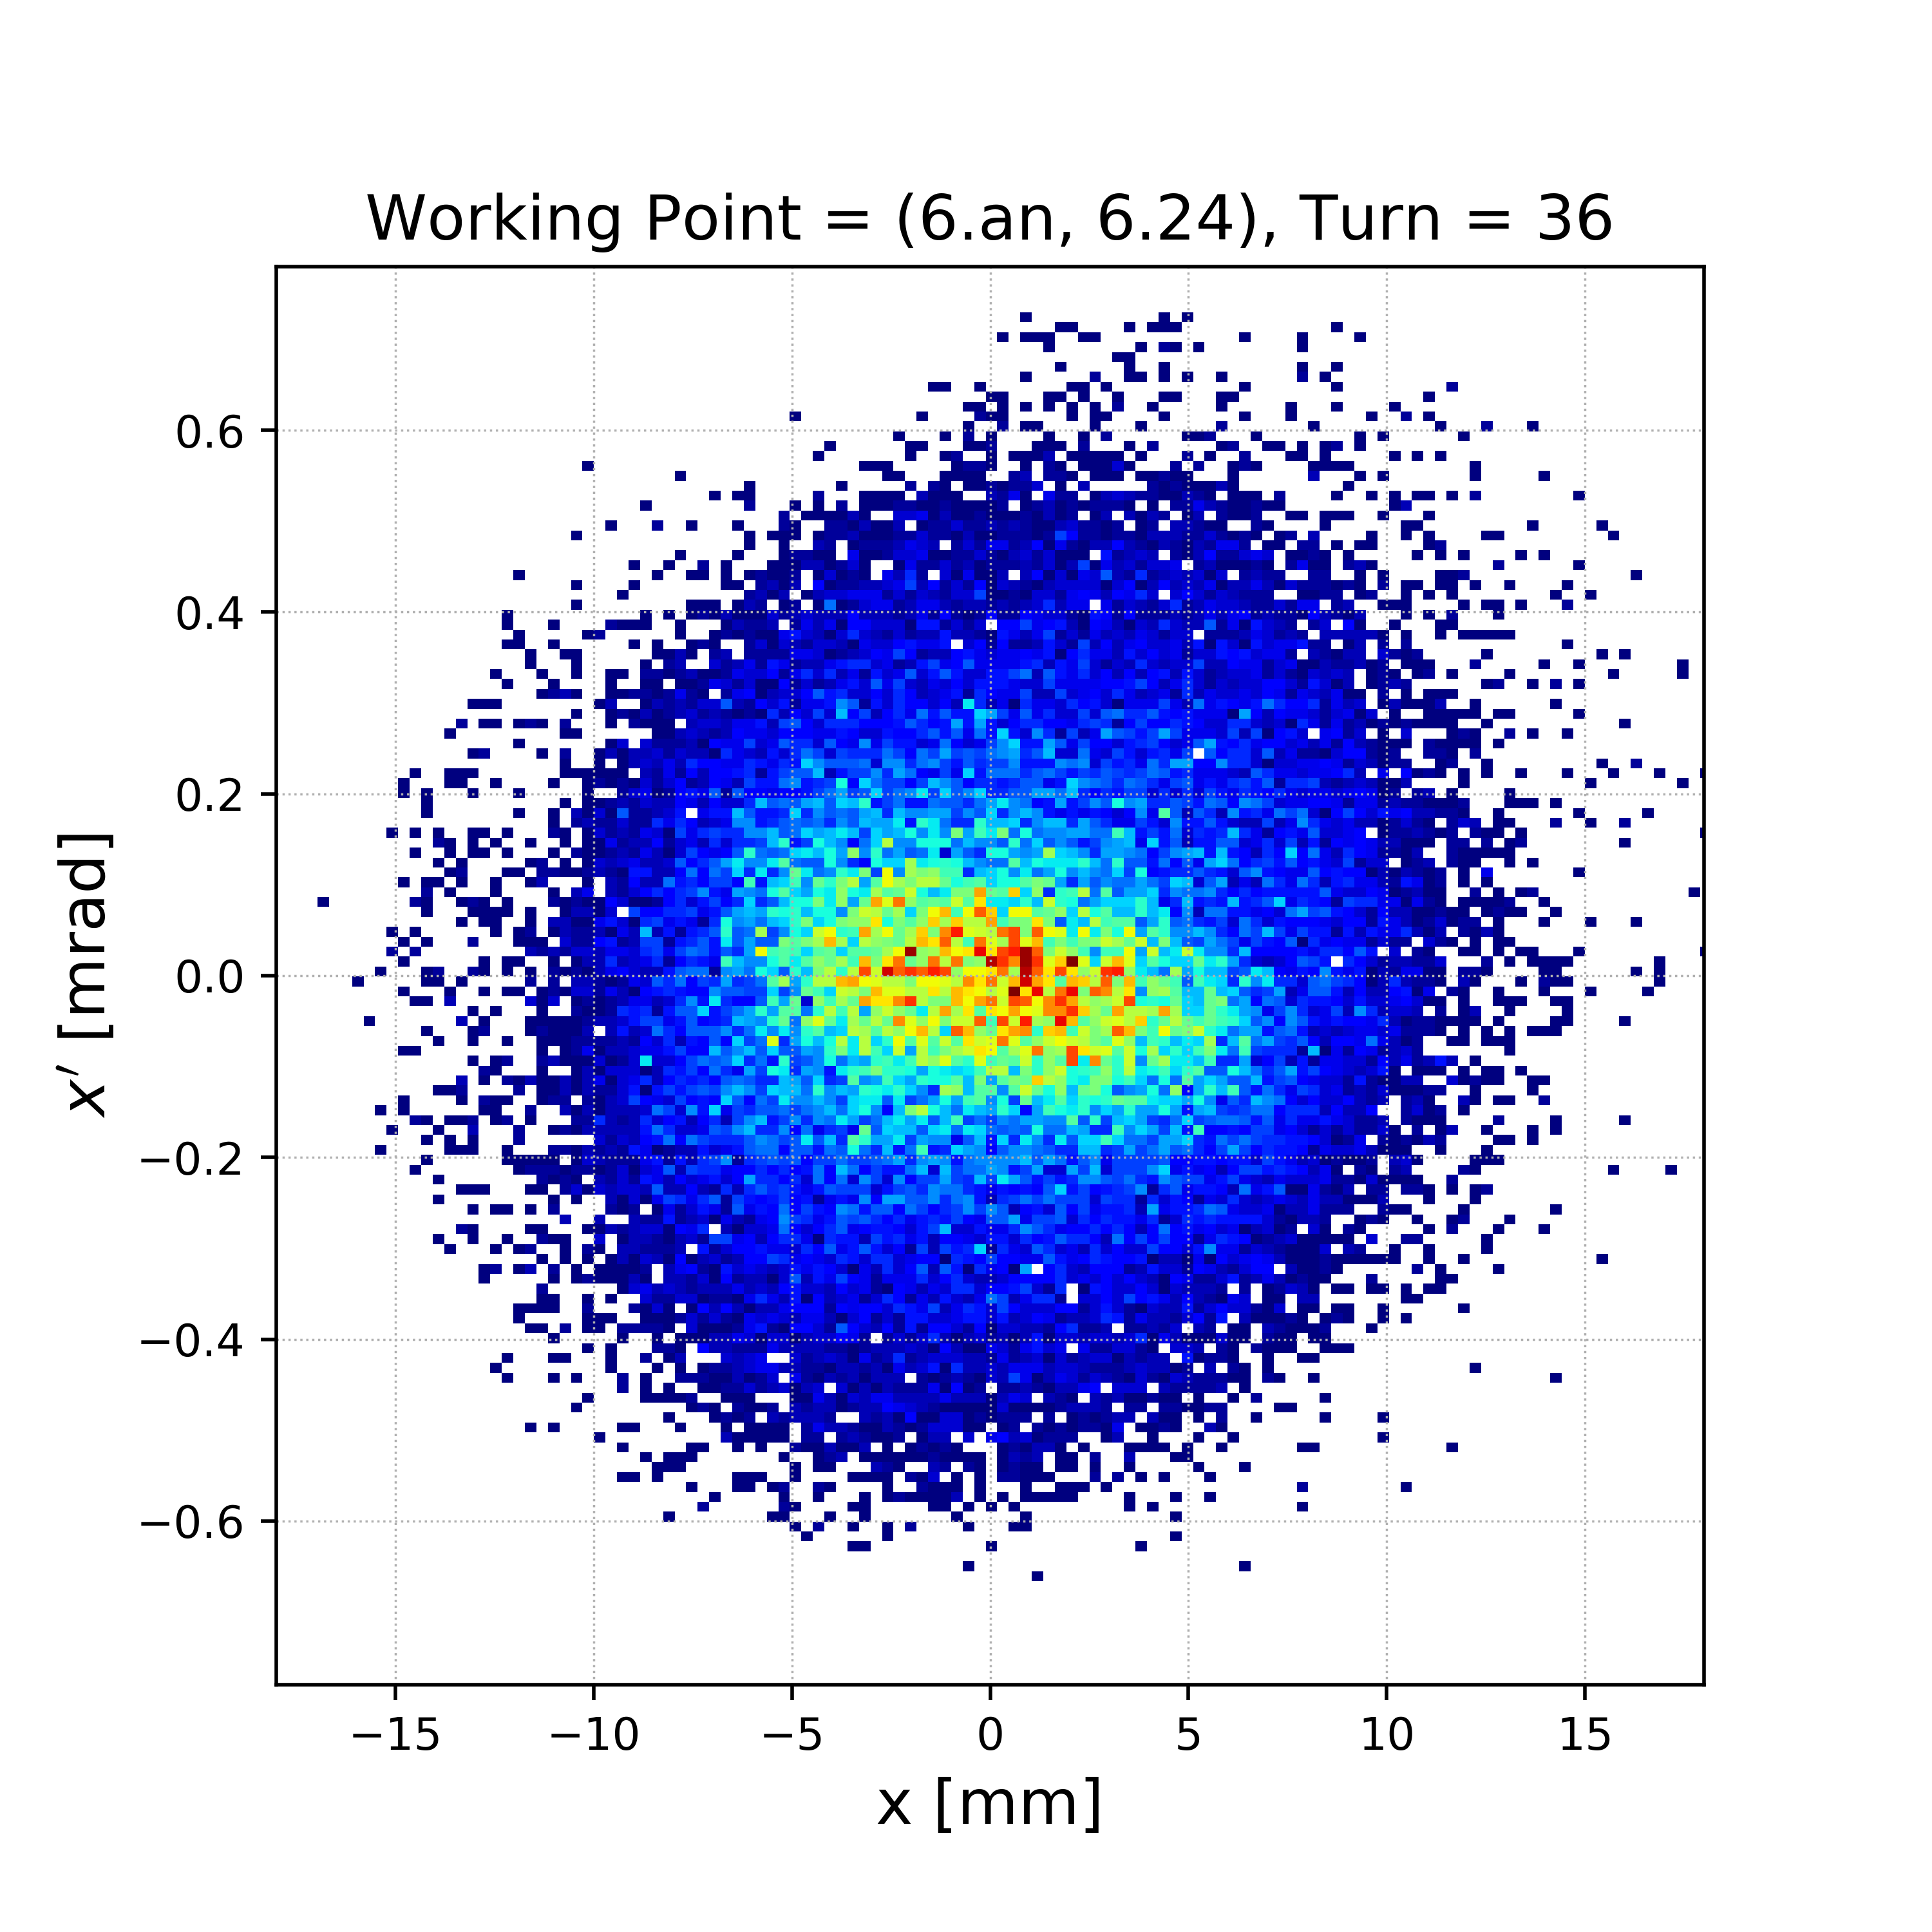 Working Point = (6.an, 6.24), Turn = 36
0.6
0.4
0.2
0.0
−0.2
−0.4
−0.6
x′ [mrad]
−15 −10 −5 0 5 10 15
x [mm]